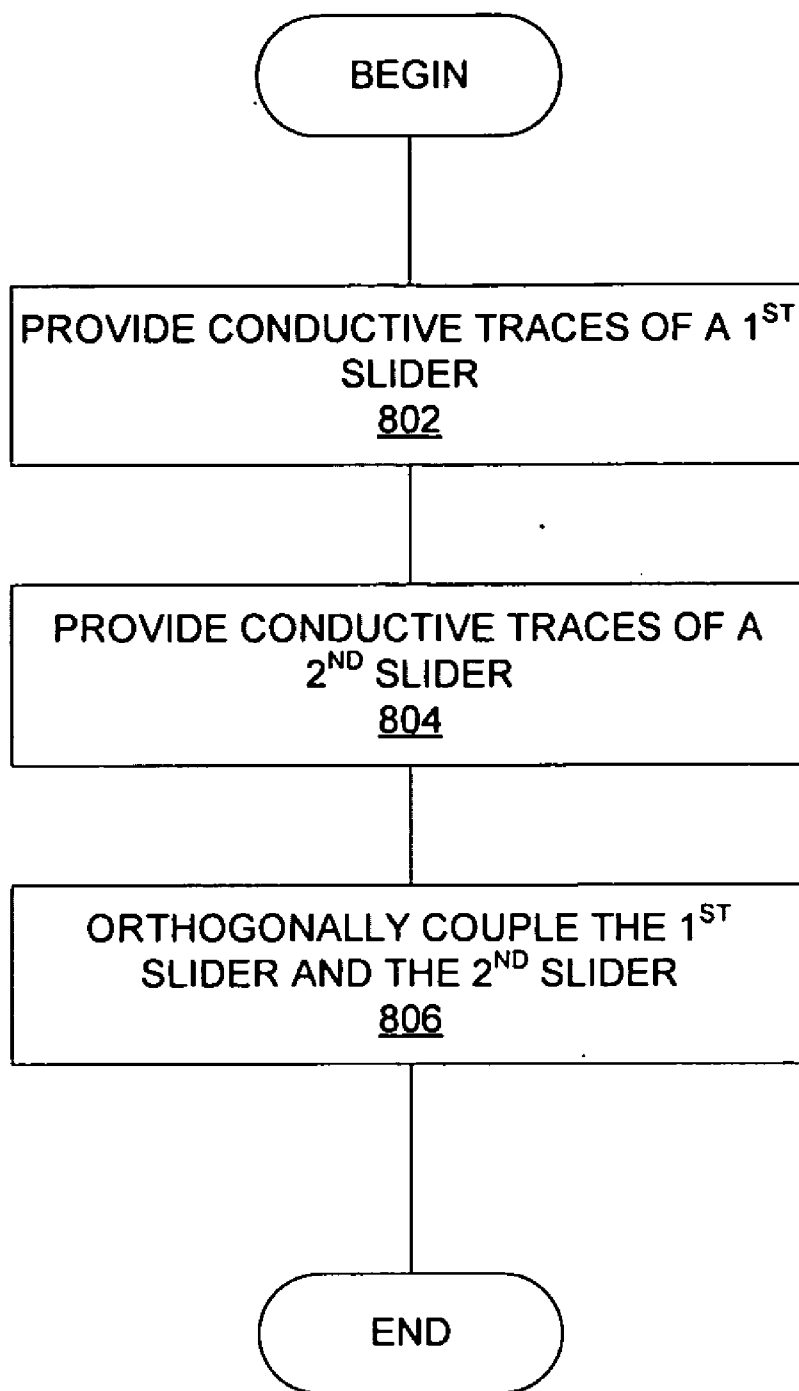 BEGIN
PROVIDE CONDUCTIVE TRACES OF A 1ST
SLIDER
802
PROVIDE CONDUCTIVE TRACES OF A
2ND SLIDER
804
ORTHOGONALLY COUPLE THE 1ST
SLIDER AND THE 2ND SLIDER
806
END